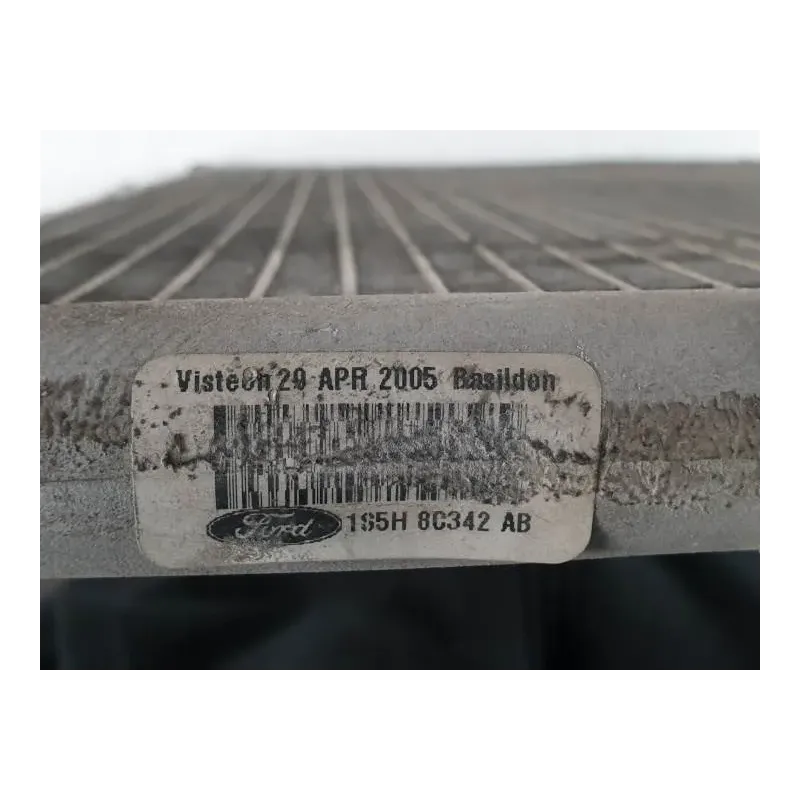 Visteon 29 APR 2005 Basildon
Ford 1S5H 8C342 AB